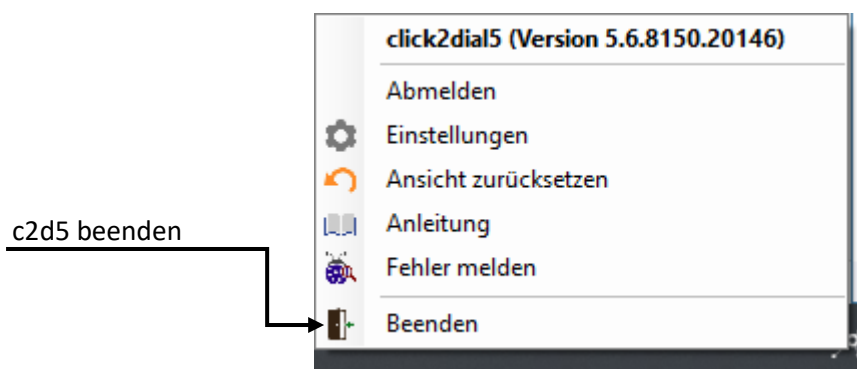 click2dial5 (Version 5.6.8150.20146)
Abmelden
Einstellungen
Ansicht zurücksetzen
Anleitung
Fehler melden
c2d5 beenden
Beenden